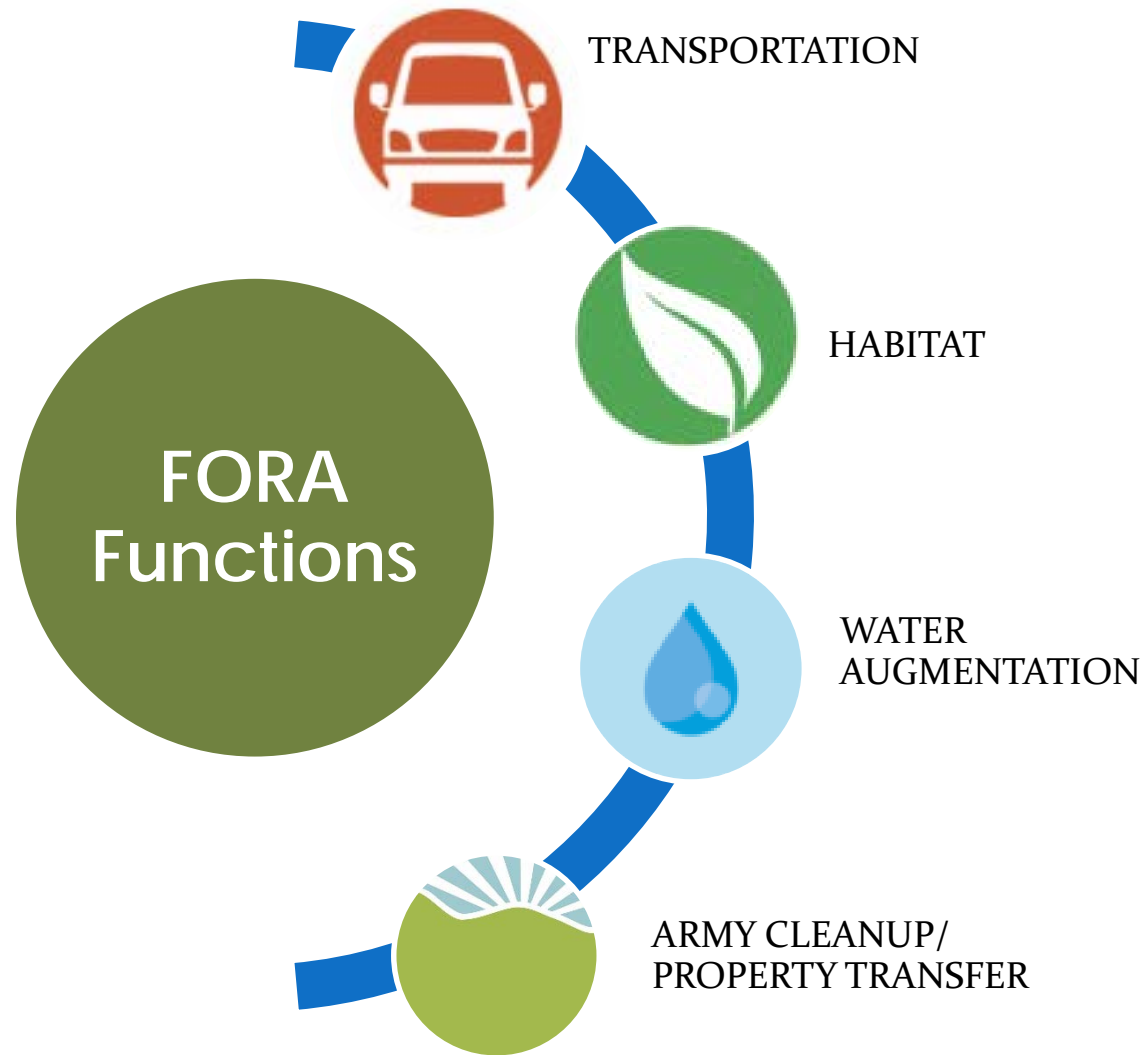 TRANSPORTATION
HABITAT
FORA
Functions
WATER
AUGMENTATION
ARMY CLEANUP/
PROPERTY TRANSFER